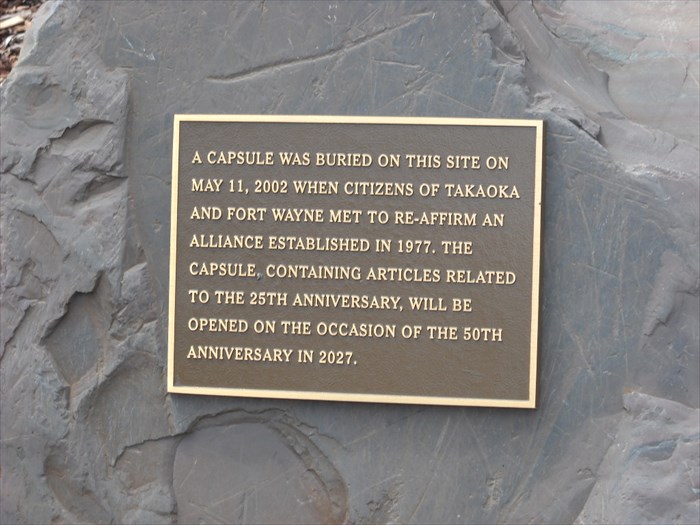 A CAPSULE WAS BURIED ON THIS SITE ON
MAY 11, 2002 WHEN CITIZENS OF TAKAOKA
AND FORT WAYNE MET TO RE-AFFIRM AN
ALLIANCE ESTABLISHED IN 1977. THE
CAPSULE, CONTAINING ARTICLES RELATED
TO THE 25TH ANNIVERSARY, WILL BE
OPENED ON THE OCCASION OF THE 50TH
ANNIVERSARY IN 2027.